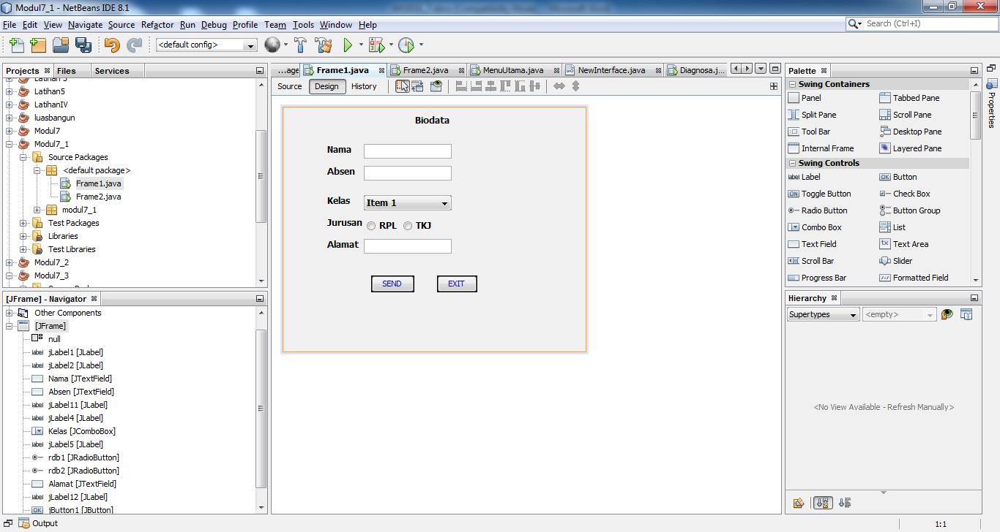 Modul7_1 - NetBeans IDE 8.1
File Edit View Navigate Source Refactor Run Debug Profile Team Tools Window Help
Search (Ctrl+I)
<default config>
Projects Files Services
Latihan5
LatihanIV
luasbangun
Modul7
Modul7_1
Source Packages
<default package>
Frame1.java
Frame2.java
modul7_1
Test Packages
Libraries
Test Libraries
Modul7_2
Modul7_3
[JFrame] - Navigator
Other Components
[JFrame]
null
jLabel1 [JLabel]
jLabel2 [JLabel]
Nama [JTextField]
Absen [JTextField]
jLabel11 [JLabel]
jLabel4 [JLabel]
Kelas [JComboBox]
jLabel5 [JLabel]
rdb1 [JRadioButton]
rdb2 [JRadioButton]
Alamat [JTextField]
jLabel12 [JLabel]
jButton1 [JButton]
Output
...age Frame1.java Frame2.java MenuUtama.java NewInterface.java Diagnosa.j...
Source Design History
Biodata
Nama
Absen
Kelas Item 1
Jurusan RPL TKJ
Alamat
SEND EXIT
Palette
Swing Containers
Panel Tabbed Pane
Split Pane Scroll Pane
Tool Bar Desktop Pane
Internal Frame Layered Pane
Swing Controls
label Label OK Button
ON Toggle Button Check Box
Radio Button Button Group
Combo Box List
Text Field Text Area
Scroll Bar Slider
Progress Bar Formatted Field
Hierarchy
Supertypes <empty>
<No View Available - Refresh Manually>
Properties
1:1